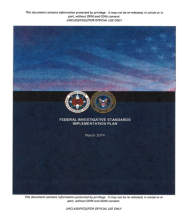 This document contains information protected by privilege. It may not be re-released, in whole or in
part, without OPM and ODNI consent.
UNCLASSIFIED//FOR OFFICIAL USE ONLY
FEDERAL INVESTIGATIVE STANDARDS
IMPLEMENTATION PLAN
March 2014
This document contains information protected by privilege. It may not be re-released, in whole or in
part, without OPM and ODNI consent.
UNCLASSIFIED//FOR OFFICIAL USE ONLY